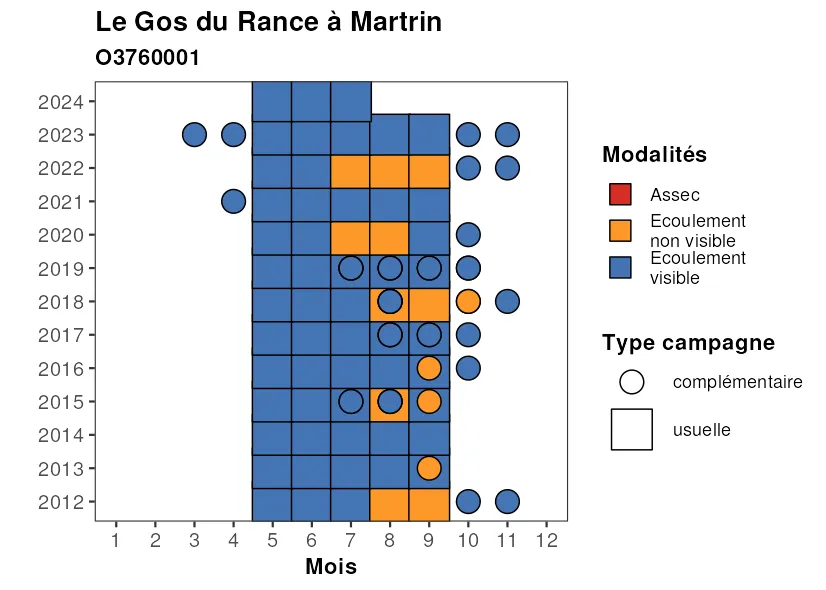 Le Gos du Rance à Martrin
O3760001
2024
2023
2022
2021
2020
2019
2018
2017
2016
2015
2014
2013
2012
1 2 3 4 5 6 7 8 9 10 11 12
Mois
Modalités
Assec
Ecoulement
non visible
Ecoulement
visible
Type campagne
complémentaire
usuelle